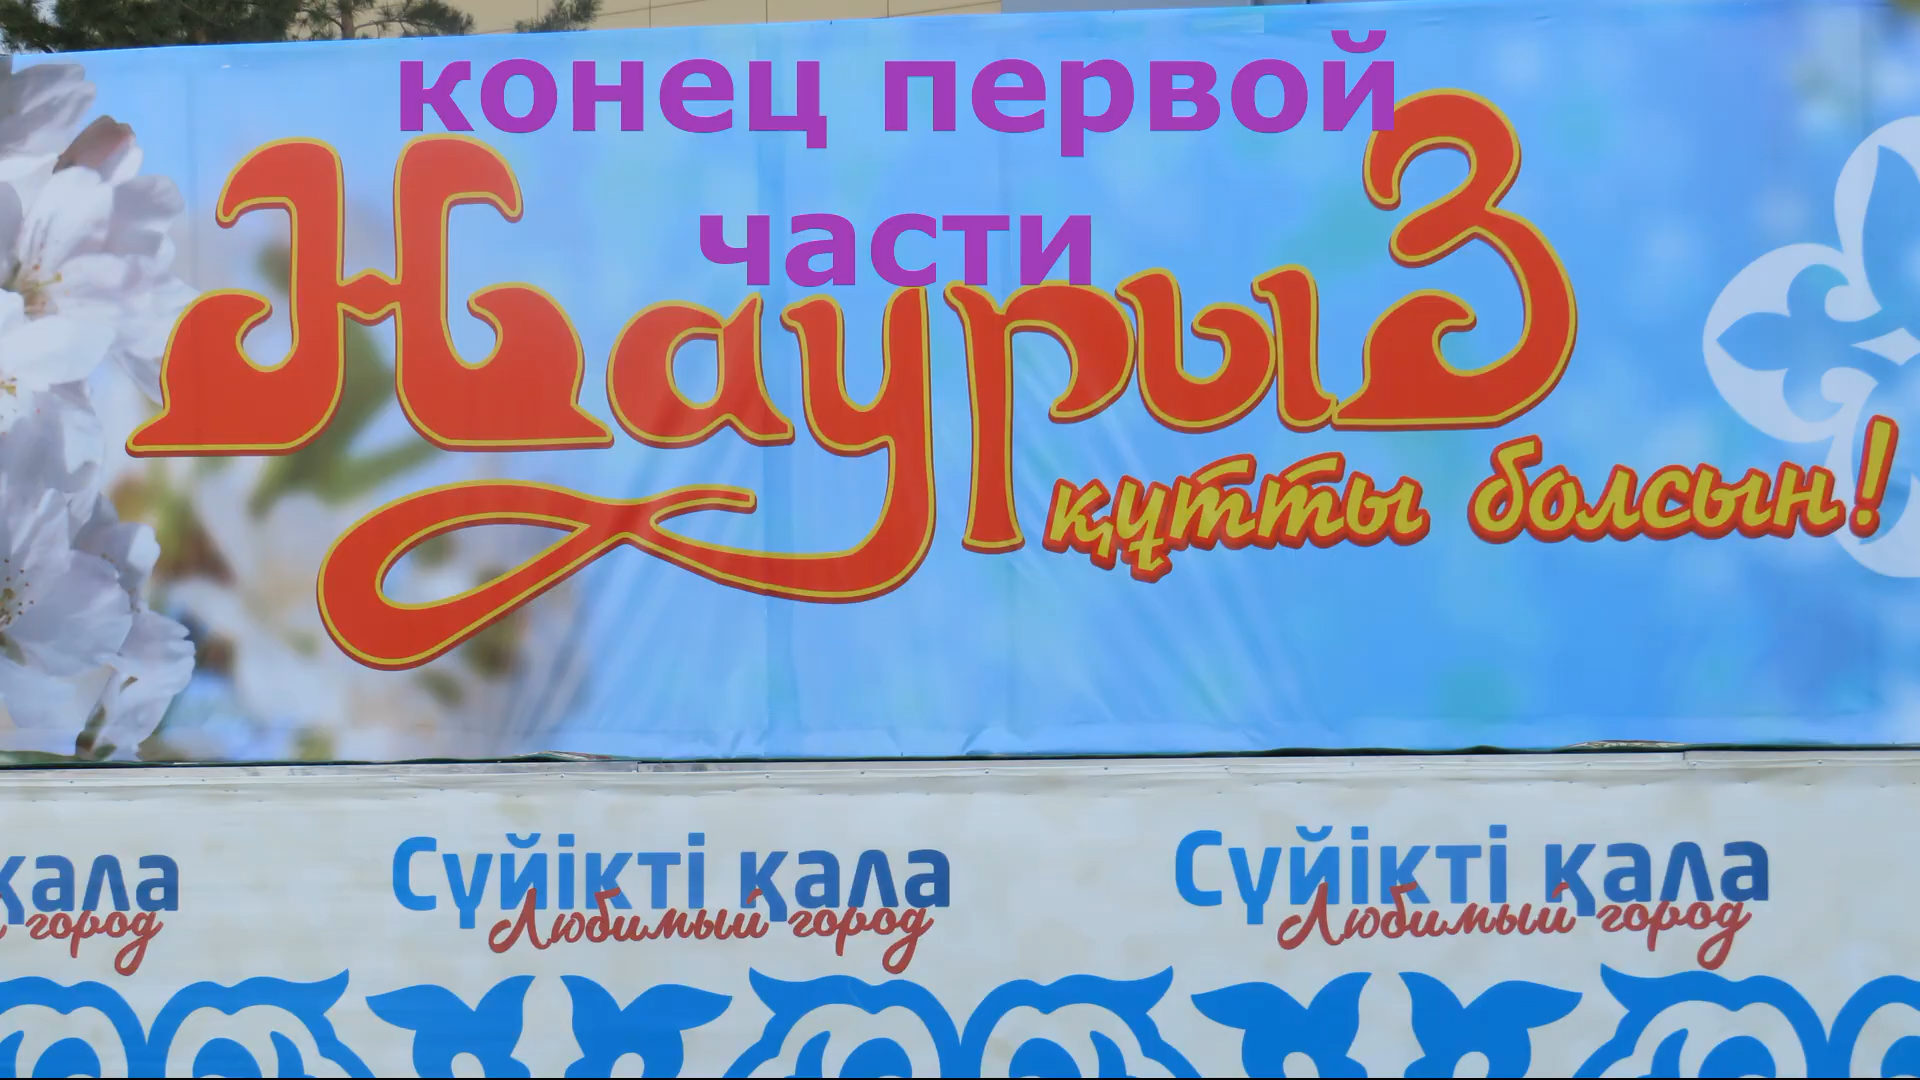 конец первой
части
Наурыз
құтты болсын!
қала
город
Сүйікті қала
Любимый город
Сүйікті қала
Любимый город